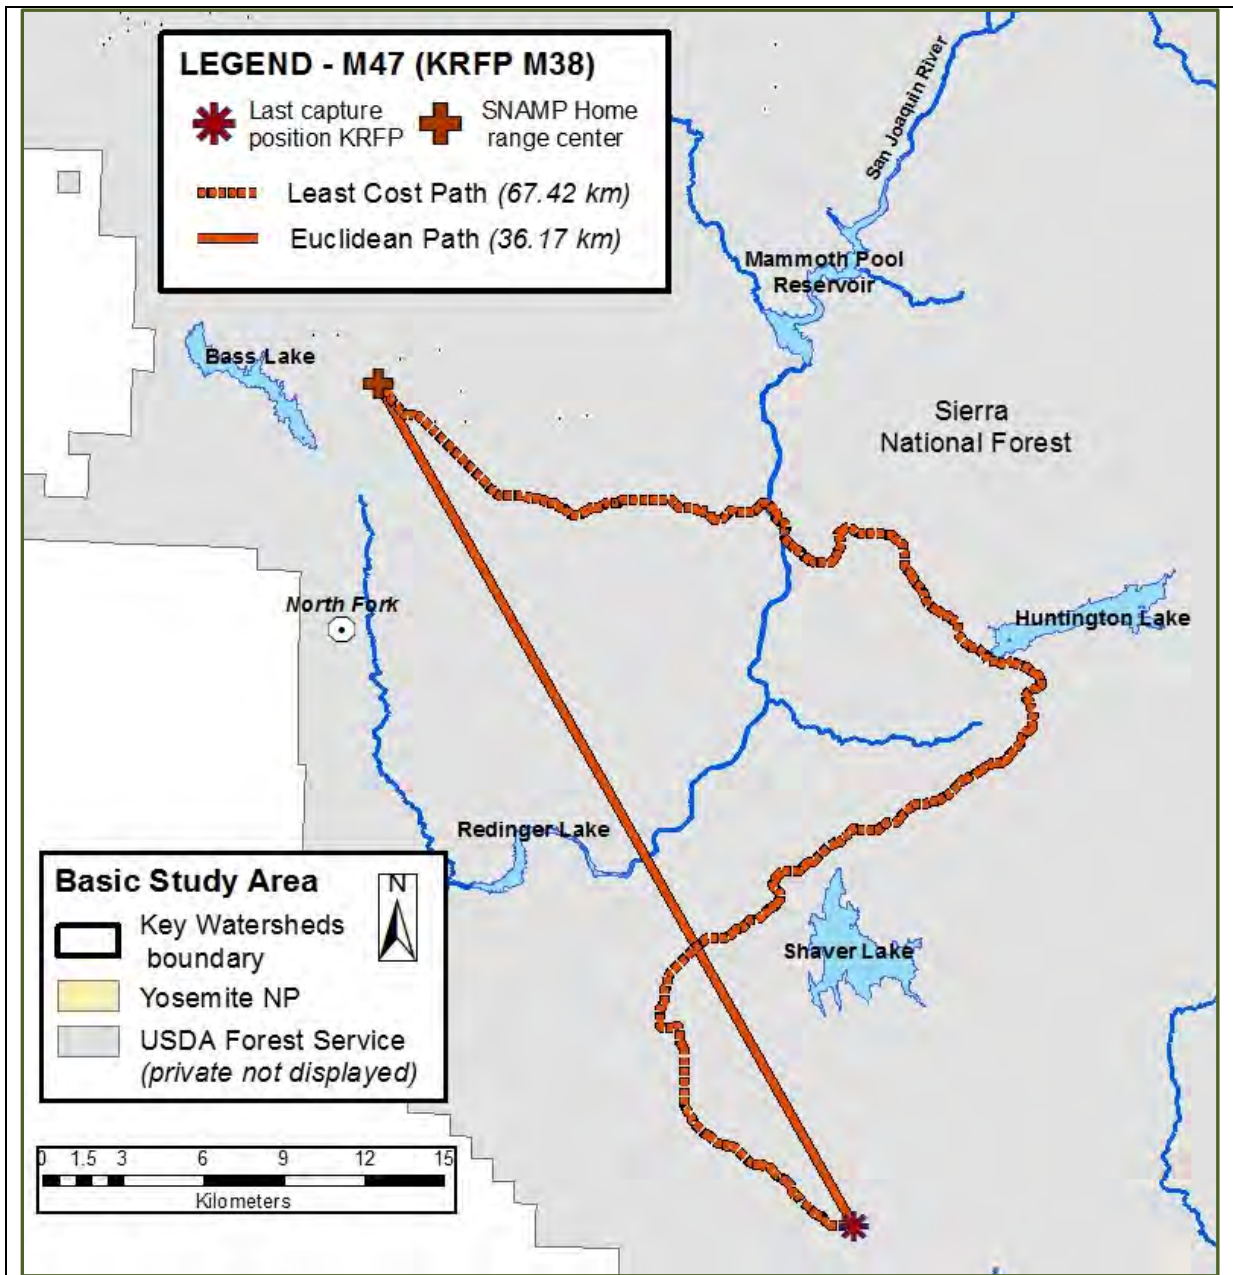 LEGEND - M47 (KRFP M38)
Last capture
position KRFP
SNAMP Home
range center
Least Cost Path (67.42 km)
Euclidean Path (36.17 km)
San Joaquin River
Mammoth Pool
Reservoir
Bass Lake
Sierra
National Forest
North Fork
Huntington Lake
Redinger Lake
Shaver Lake
Basic Study Area
N
Key Watersheds
boundary
Yosemite NP
USDA Forest Service
(private not displayed)
0 1.5 3 6 9 12 15
Kilometers